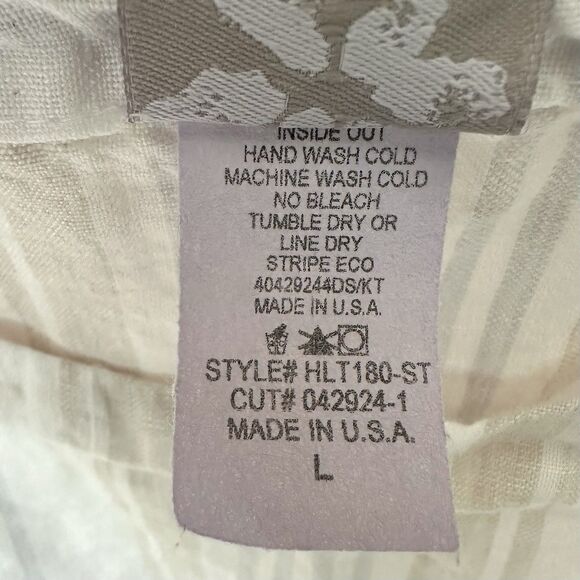 INSIDE OUT
HAND WASH COLD
MACHINE WASH COLD
NO BLEACH
TUMBLE DRY OR
LINE DRY
STRIPE ECO
40429244DS/KT
MADE IN U.S.A.
STYLE# HLT180-ST
CUT# 042924-1
MADE IN U.S.A.
L